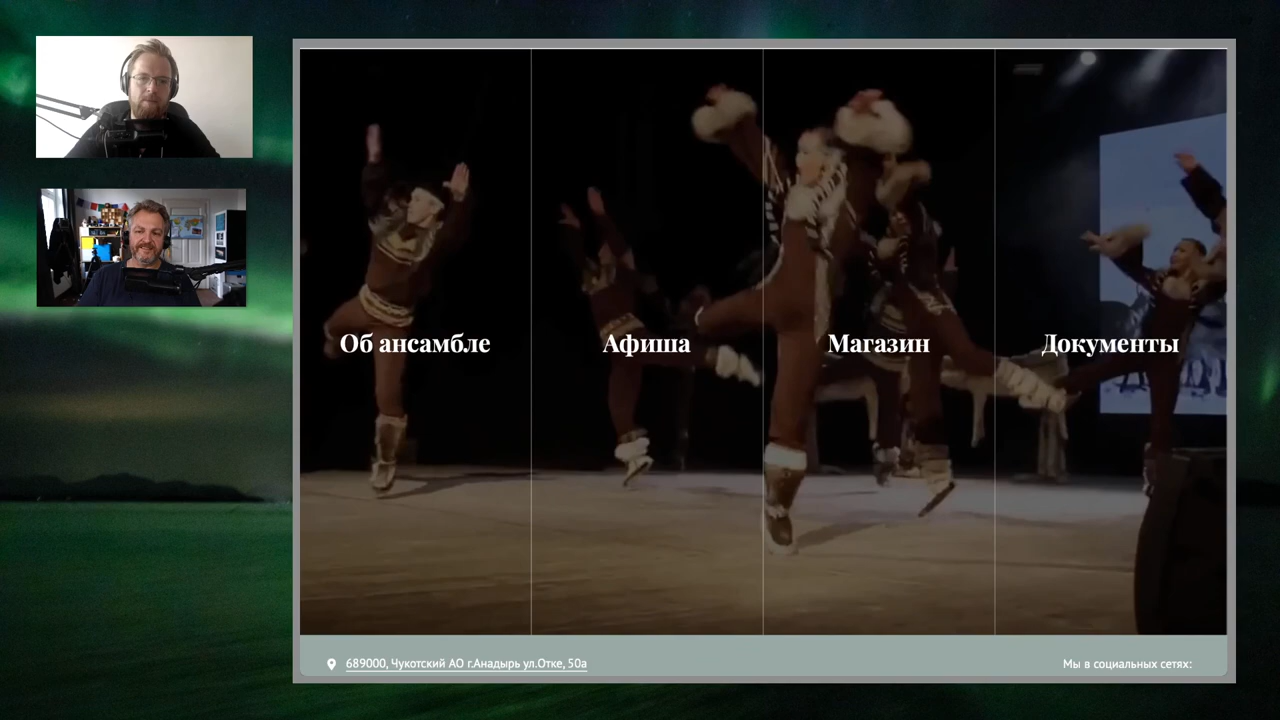 Об ансамбле
Афиша
Магазин
Документы
689000, Чукотский АО г.Анадырь ул.Отке, 50а
Мы в социальных сетях: